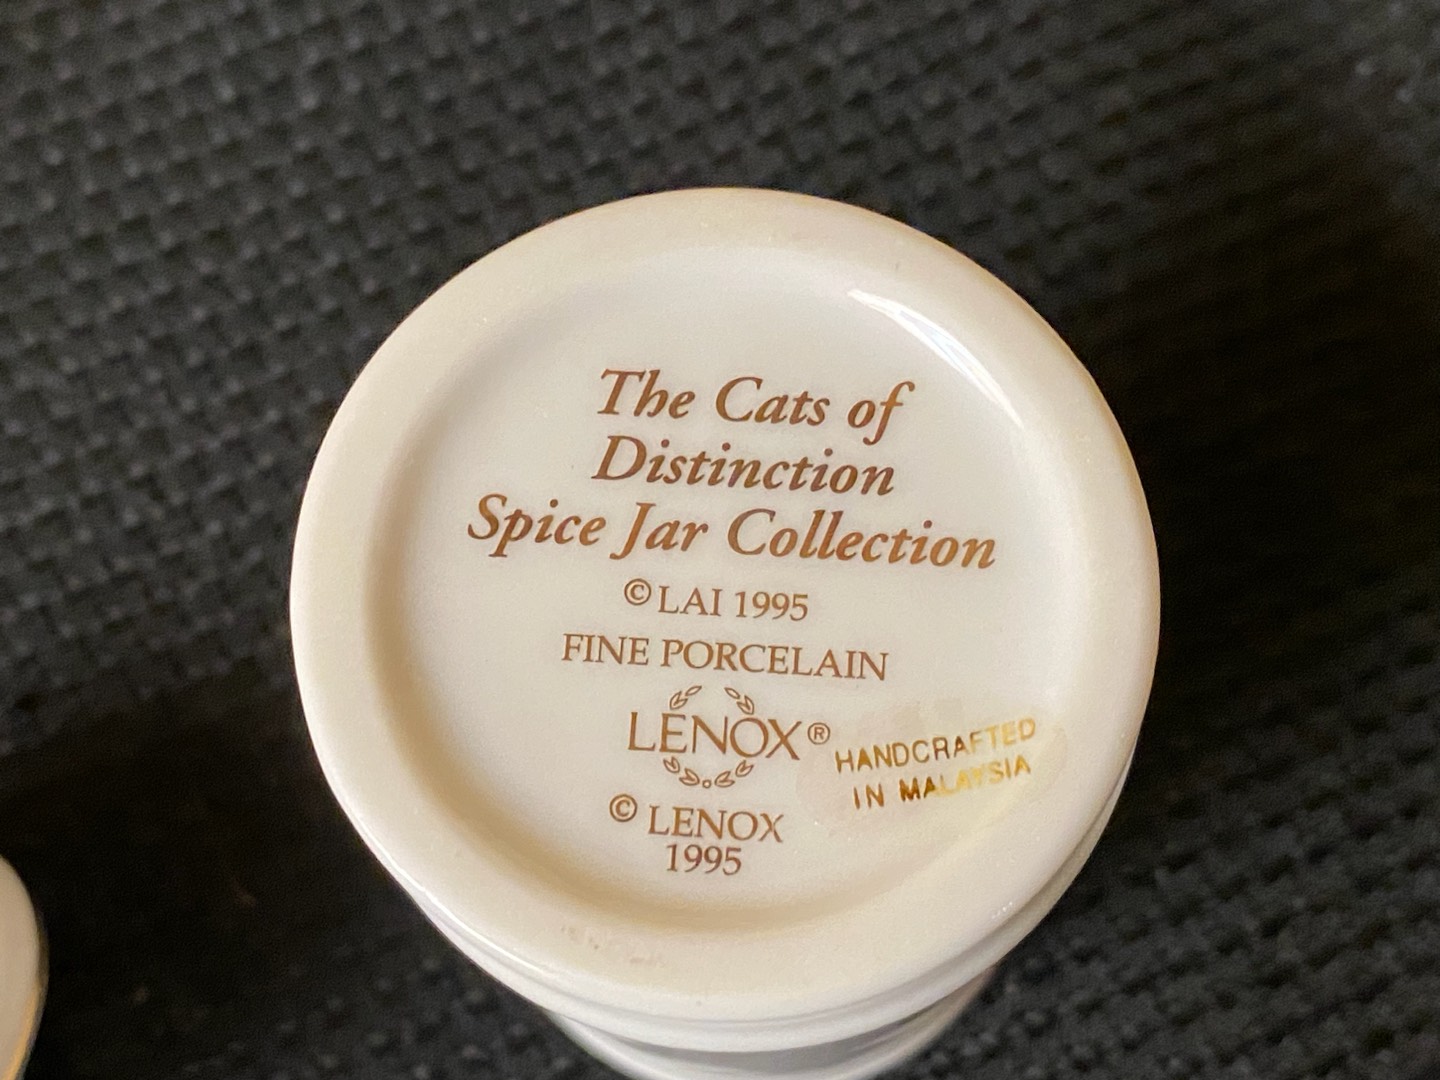 The Cats of
Distinction
Spice Jar Collection
© LAI 1995
FINE PORCELAIN
LENOX®
HANDCRAFTED
IN MALAYSIA
© LENOX
1995